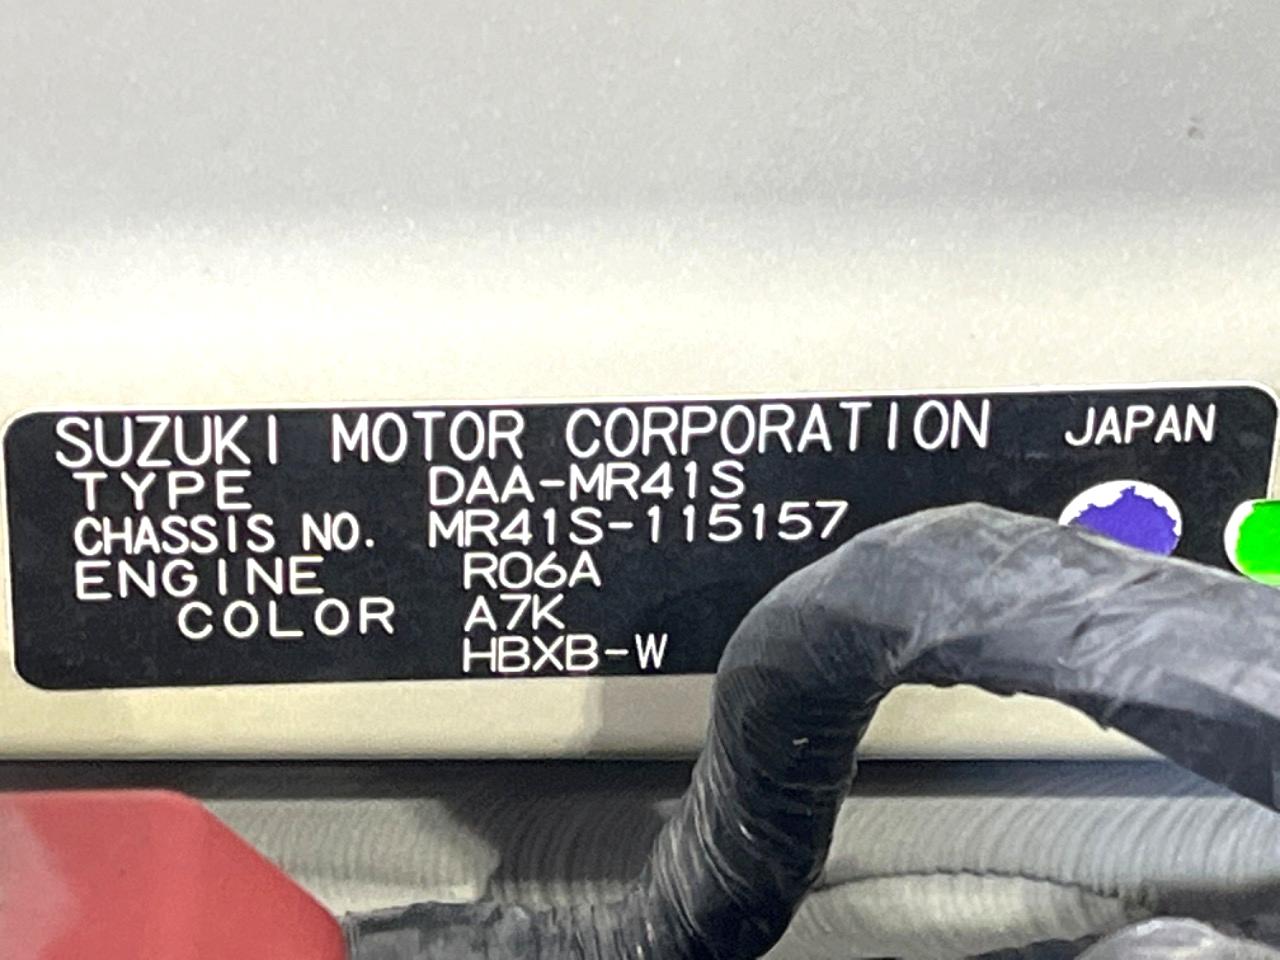 SUZUKI MOTOR CORPORATION JAPAN
TYPE DAA-MR41S
CHASSIS NO. MR41S-115157
ENGINE R06A
COLOR A7K
HBXB-W